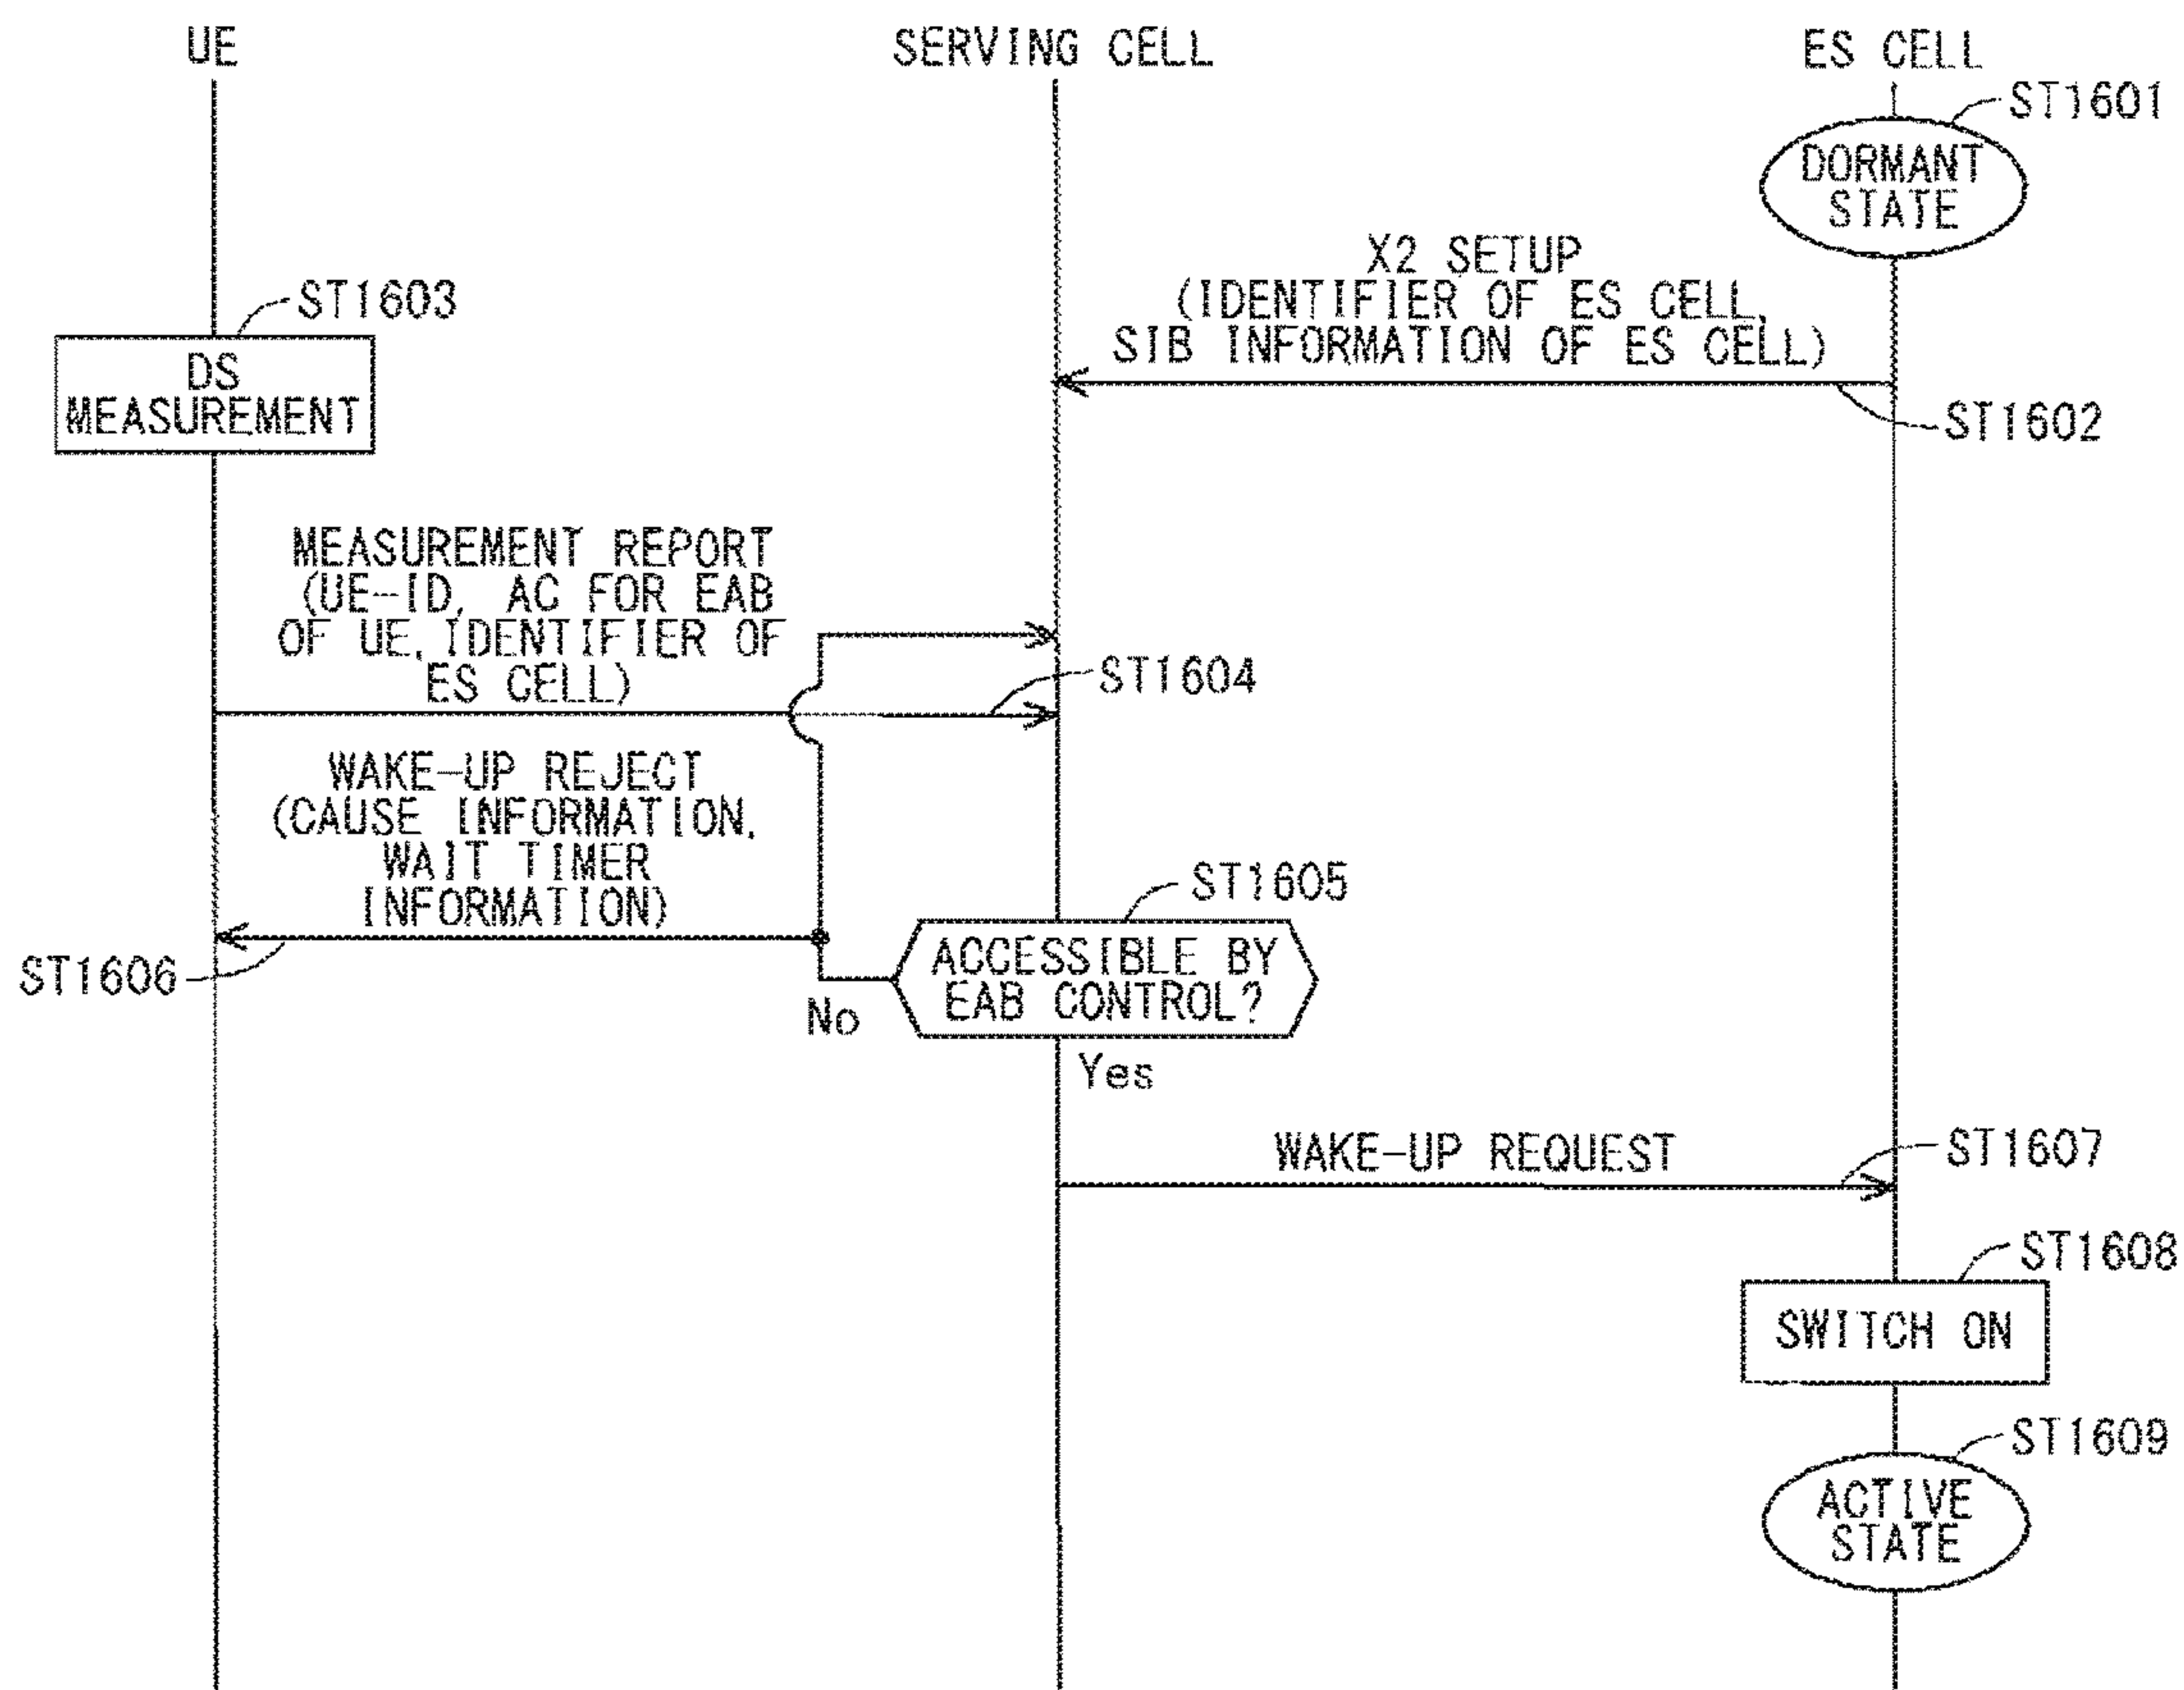 UE
SERVING CELL
ES CELL
ST1601
DORMANT
STATE
X2 SETUP
(IDENTIFIER OF ES CELL,
SIB INFORMATION OF ES CELL)
ST1602
ST1603
DS
MEASUREMENT
MEASUREMENT REPORT
(UE-ID, AC FOR EAB
OF UE, IDENTIFIER OF
ES CELL)
ST1604
WAKE-UP REJECT
(CAUSE INFORMATION,
WAIT TIMER
INFORMATION)
ST1606
ST1605
ACCESSIBLE BY
EAB CONTROL?
No
Yes
WAKE-UP REQUEST
ST1607
ST1608
SWITCH ON
ST1609
ACTIVE
STATE